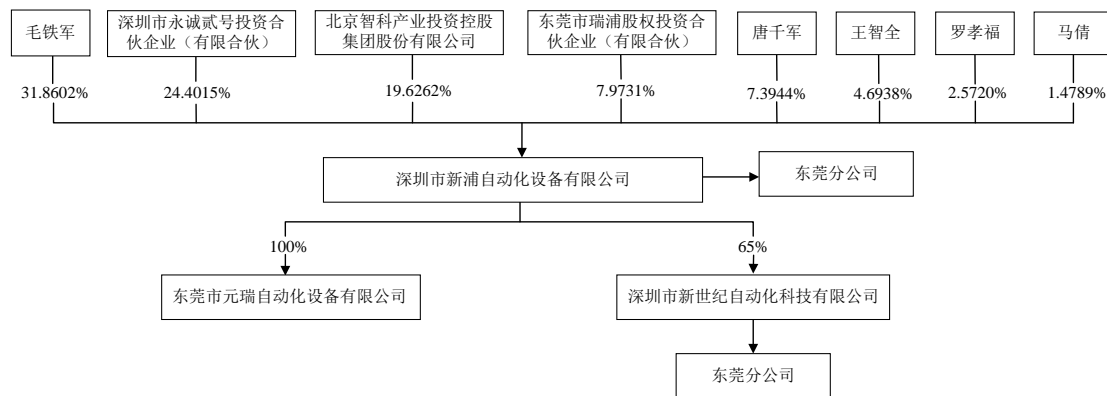 毛铁军
深圳市永诚贰号投资合
伙企业（有限合伙）
北京智科产业投资控股
集团股份有限公司
东莞市瑞浦股权投资合
伙企业（有限合伙）
唐千军
王智全
罗孝福
马倩
31.8602%
24.4015%
19.6262%
7.9731%
7.3944%
4.6938%
2.5720%
1.4789%
深圳市新浦自动化设备有限公司
东莞分公司
100%
65%
东莞市元瑞自动化设备有限公司
深圳市新世纪自动化科技有限公司
东莞分公司